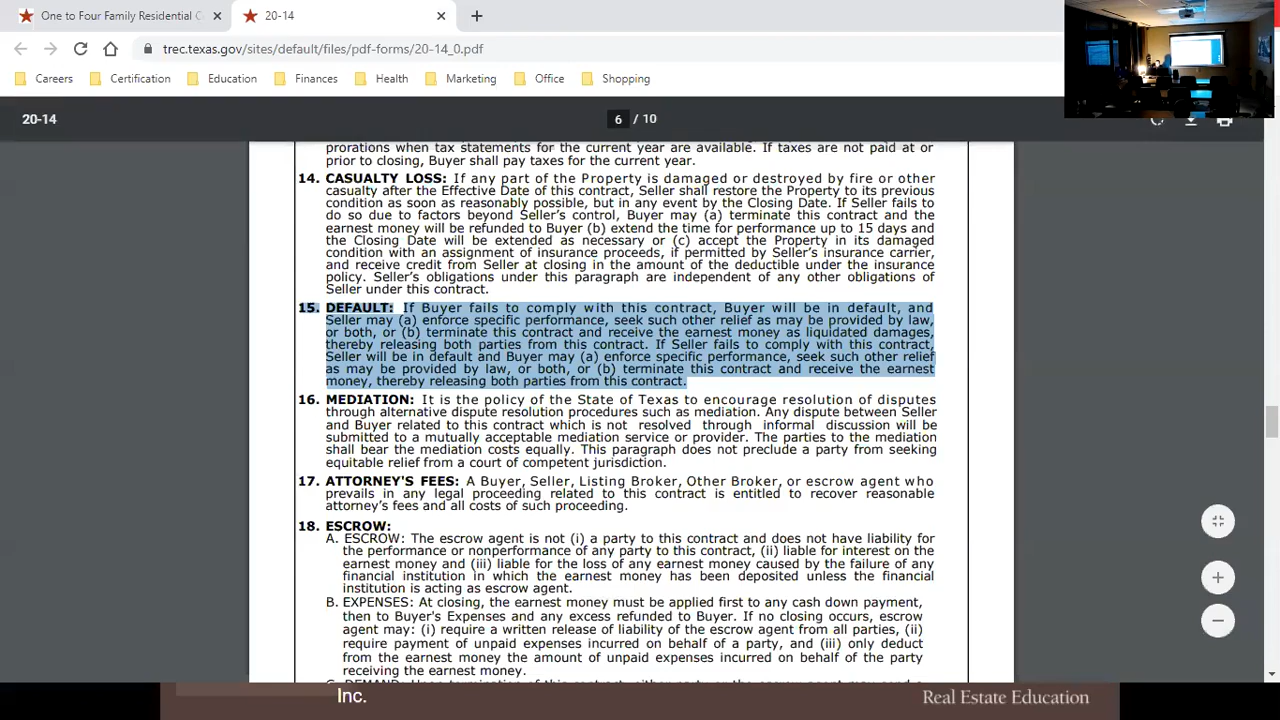 One to Four Family Residential C
20-14
trec.texas.gov/sites/default/files/pdf-forms/20-14_0.pdf
Careers Certification Education Finances Health Marketing Office Shopping
20-14
6 / 10
prorations when tax statements for the current year are available. If taxes are not paid at or
prior to closing, Buyer shall pay taxes for the current year.
14. CASUALTY LOSS: If any part of the Property is damaged or destroyed by fire or other
casualty after the Effective Date of this contract, Seller shall restore the Property to its previous
condition as soon as reasonably possible, but in any event by the Closing Date. If Seller fails to
do so due to factors beyond Seller's control, Buyer may (a) terminate this contract and the
earnest money will be refunded to Buyer (b) extend the time for performance up to 15 days and
the Closing Date will be extended as necessary or (c) accept the Property in its damaged
condition with an assignment of insurance proceeds, if permitted by Seller's insurance carrier,
and receive credit from Seller at closing in the amount of the deductible under the insurance
policy. Seller's obligations under this paragraph are independent of any other obligations of
Seller under this contract.
15. DEFAULT: If Buyer fails to comply with this contract, Buyer will be in default, and
Seller may (a) enforce specific performance, seek such other relief as may be provided by law,
or both, or (b) terminate this contract and receive the earnest money as liquidated damages,
thereby releasing both parties from this contract. If Seller fails to comply with this contract,
Seller will be in default and Buyer may (a) enforce specific performance, seek such other relief
as may be provided by law, or both, or (b) terminate this contract and receive the earnest
money, thereby releasing both parties from this contract.
16. MEDIATION: It is the policy of the State of Texas to encourage resolution of disputes
through alternative dispute resolution procedures such as mediation. Any dispute between Seller
and Buyer related to this contract which is not resolved through informal discussion will be
submitted to a mutually acceptable mediation service or provider. The parties to the mediation
shall bear the mediation costs equally. This paragraph does not preclude a party from seeking
equitable relief from a court of competent jurisdiction.
17. ATTORNEY'S FEES: A Buyer, Seller, Listing Broker, Other Broker, or escrow agent who
prevails in any legal proceeding related to this contract is entitled to recover reasonable
attorney's fees and all costs of such proceeding.
18. ESCROW:
A. ESCROW: The escrow agent is not (i) a party to this contract and does not have liability for
the performance or nonperformance of any party to this contract, (ii) liable for interest on the
earnest money and (iii) liable for the loss of any earnest money caused by the failure of any
financial institution in which the earnest money has been deposited unless the financial
institution is acting as escrow agent.
B. EXPENSES: At closing, the earnest money must be applied first to any cash down payment,
then to Buyer's Expenses and any excess refunded to Buyer. If no closing occurs, escrow
agent may: (i) require a written release of liability of the escrow agent from all parties, (ii)
require payment of unpaid expenses incurred on behalf of a party, and (iii) only deduct
from the earnest money the amount of unpaid expenses incurred on behalf of the party
receiving the earnest money.
Inc.
Real Estate Education